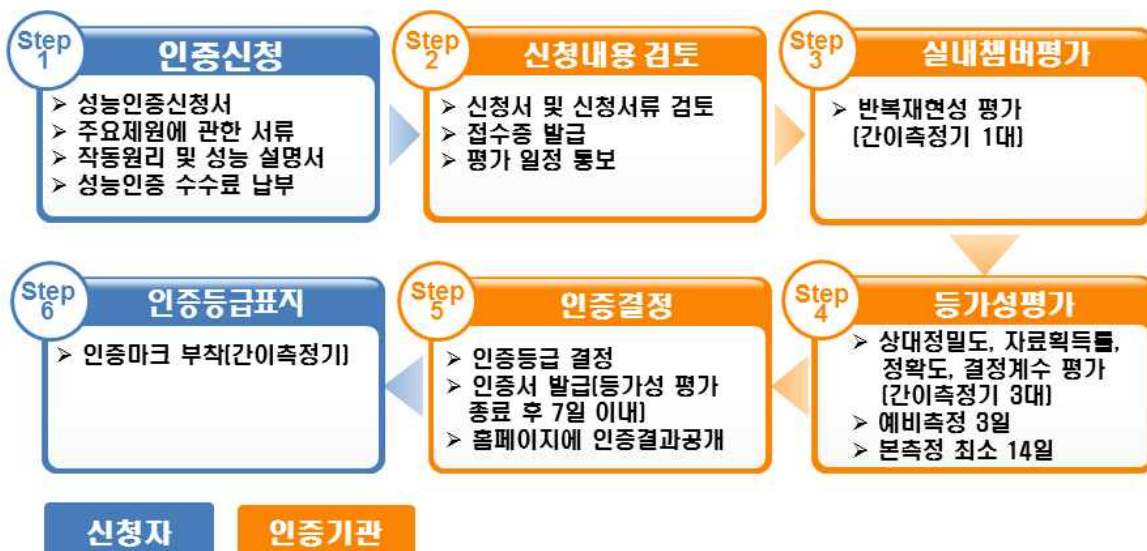 Step 1
인증신청
➢ 성능인증신청서
➢ 주요제원에 관한 서류
➢ 작동원리 및 성능 설명서
➢ 성능인증 수수료 납부
Step 2
신청내용 검토
➢ 신청서 및 신청서류 검토
➢ 접수증 발급
➢ 평가 일정 통보
Step 3
실내챔버평가
➢ 반복재현성 평가
(간이측정기 1대)
Step 4
등가성평가
➢ 상대정밀도, 자료획득률,
정확도, 결정계수 평가
(간이측정기 3대)
➢ 예비측정 3일
➢ 본측정 최소 14일
Step 5
인증결정
➢ 인증등급 결정
➢ 인증서 발급(등가성 평가
종료 후 7일 이내)
➢ 홈페이지에 인증결과공개
Step 6
인증등급표지
➢ 인증마크 부착(간이측정기)
신청자
인증기관